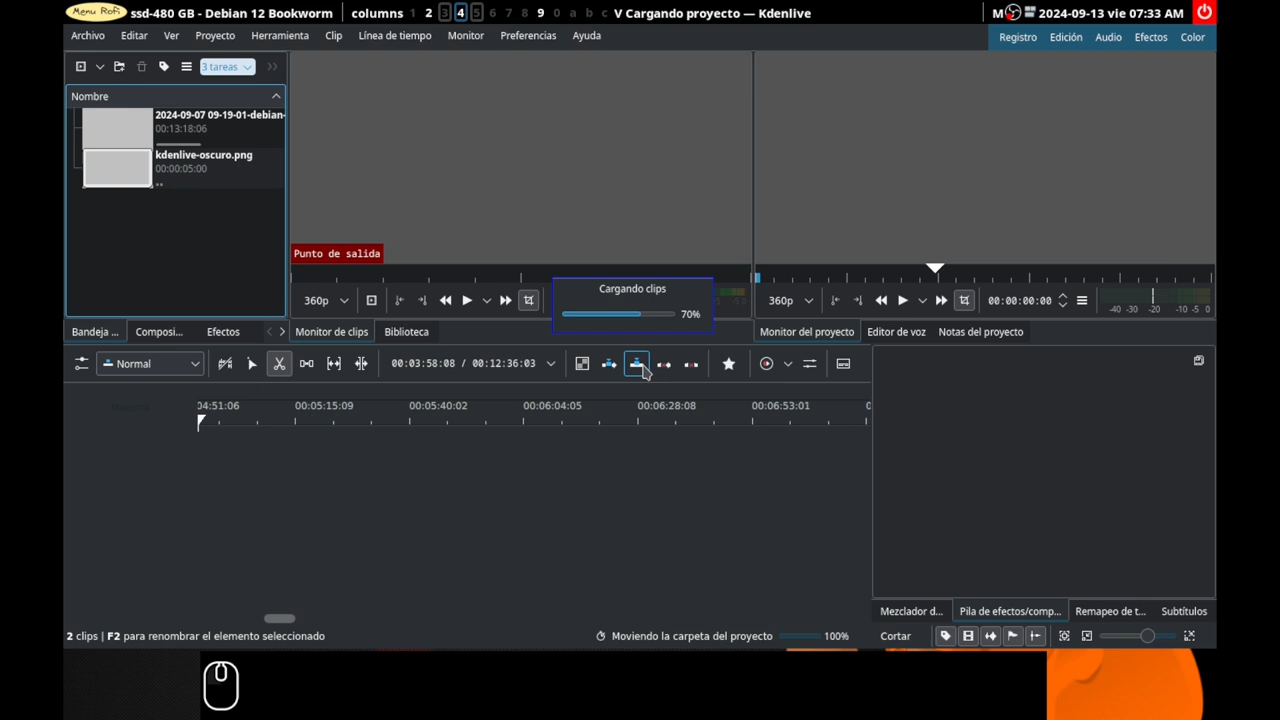 Menu Rofi ssd-480 GB - Debian 12 Bookworm columns 1 2 3 4 5 6 7 8 9 0 a b c V Cargando proyecto — Kdenlive M 2024-09-13 vie 07:33 AM
Archivo Editar Ver Proyecto Herramienta Clip Línea de tiempo Monitor Preferencias Ayuda Registro Edición Audio Efectos Color
3 tareas
Nombre
2024-09-07 09-19-01-debian-
00:13:18:06
kdenlive-oscuro.png
00:00:05:00
Punto de salida
Cargando clips
70%
360p 360p 00:00:00:00 -40 -30 -20 -10 -5 0
Bandeja ... Composi... Efectos Monitor de clips Biblioteca Monitor del proyecto Editor de voz Notas del proyecto
Normal 00:03:58:08 / 00:12:36:03
04:51:06 00:05:15:09 00:05:40:02 00:06:04:05 00:06:28:08 00:06:53:01 0
Mezclador d... Pila de efectos/comp... Remapeo de t... Subtítulos
2 clips | F2 para renombrar el elemento seleccionado Moviendo la carpeta del proyecto 100% Cortar